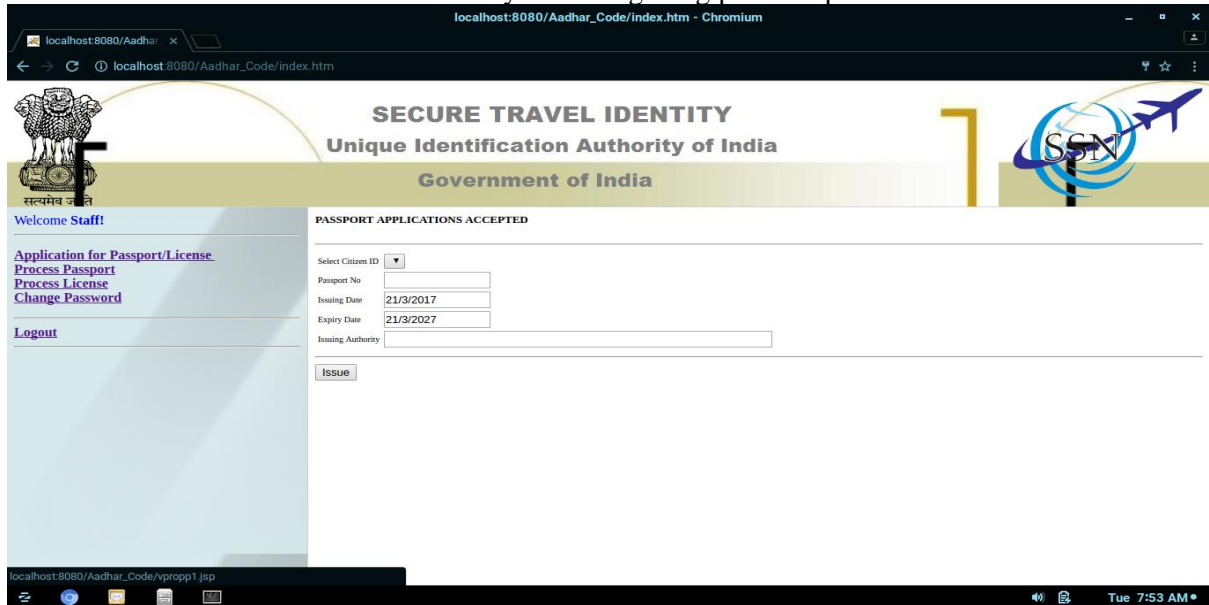 localhost:8080/Aadhar_Code/index.htm - Chromium
localhost:8080/Aadhar
localhost:8080/Aadhar_Code/index.htm
SECURE TRAVEL IDENTITY
Unique Identification Authority of India
Government of India
SSN
Welcome Staff!
Application for Passport/License
Process Passport
Process License
Change Password
Logout
PASSPORT APPLICATIONS ACCEPTED
Select Citizen ID
Passport No
Issuing Date 21/3/2017
Expiry Date 21/3/2027
Issuing Authority
Issue
localhost:8080/Aadhar_Code/vpropp1.jsp
Tue 7:53 AM